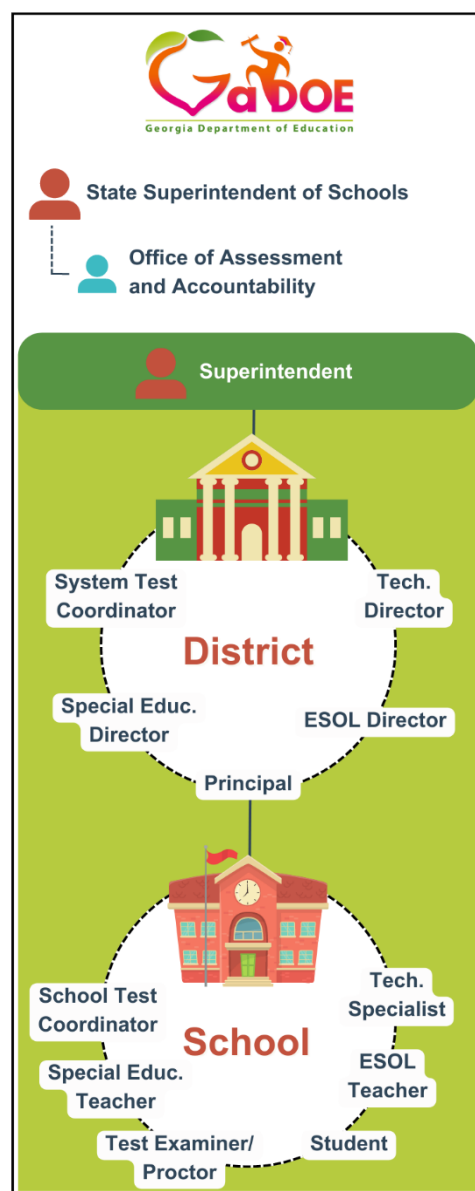 GaDOE
Georgia Department of Education
State Superintendent of Schools
Office of Assessment
and Accountability
Superintendent
System Test
Coordinator
Tech.
Director
District
Special Educ.
Director
ESOL Director
Principal
School Test
Coordinator
Tech.
Specialist
School
Special Educ.
Teacher
ESOL
Teacher
Test Examiner/
Proctor
Student